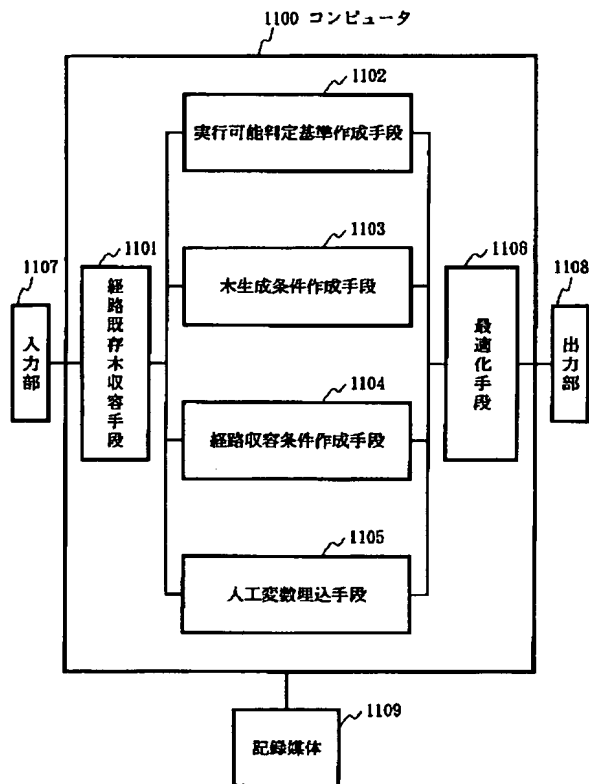 1100 コンピュータ
1102
実行可能判定基準作成手段
1103
木生成条件作成手段
1101
経路既存木収容手段
1107
入力部
1106
最適化手段
1108
出力部
1104
経路収容条件作成手段
1105
人工変数埋込手段
1109
記録媒体